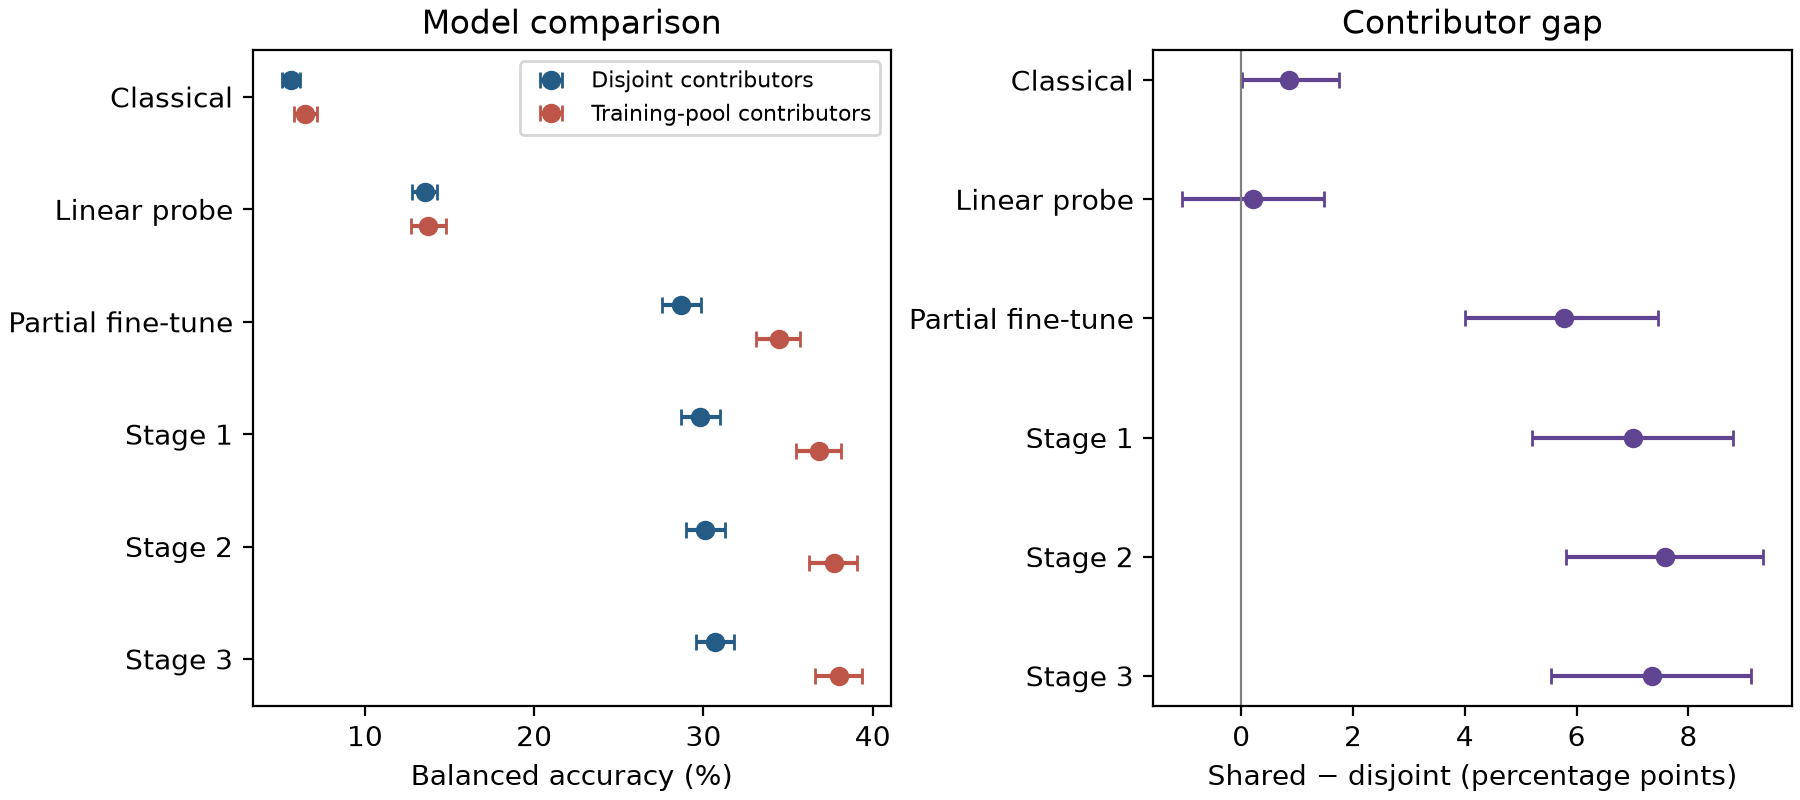 Model comparison
Classical
Linear probe
Partial fine-tune
Stage 1
Stage 2
Stage 3
Disjoint contributors
Training-pool contributors
10 20 30 40
Balanced accuracy (%)
Contributor gap
Classical
Linear probe
Partial fine-tune
Stage 1
Stage 2
Stage 3
0 2 4 6 8
Shared − disjoint (percentage points)